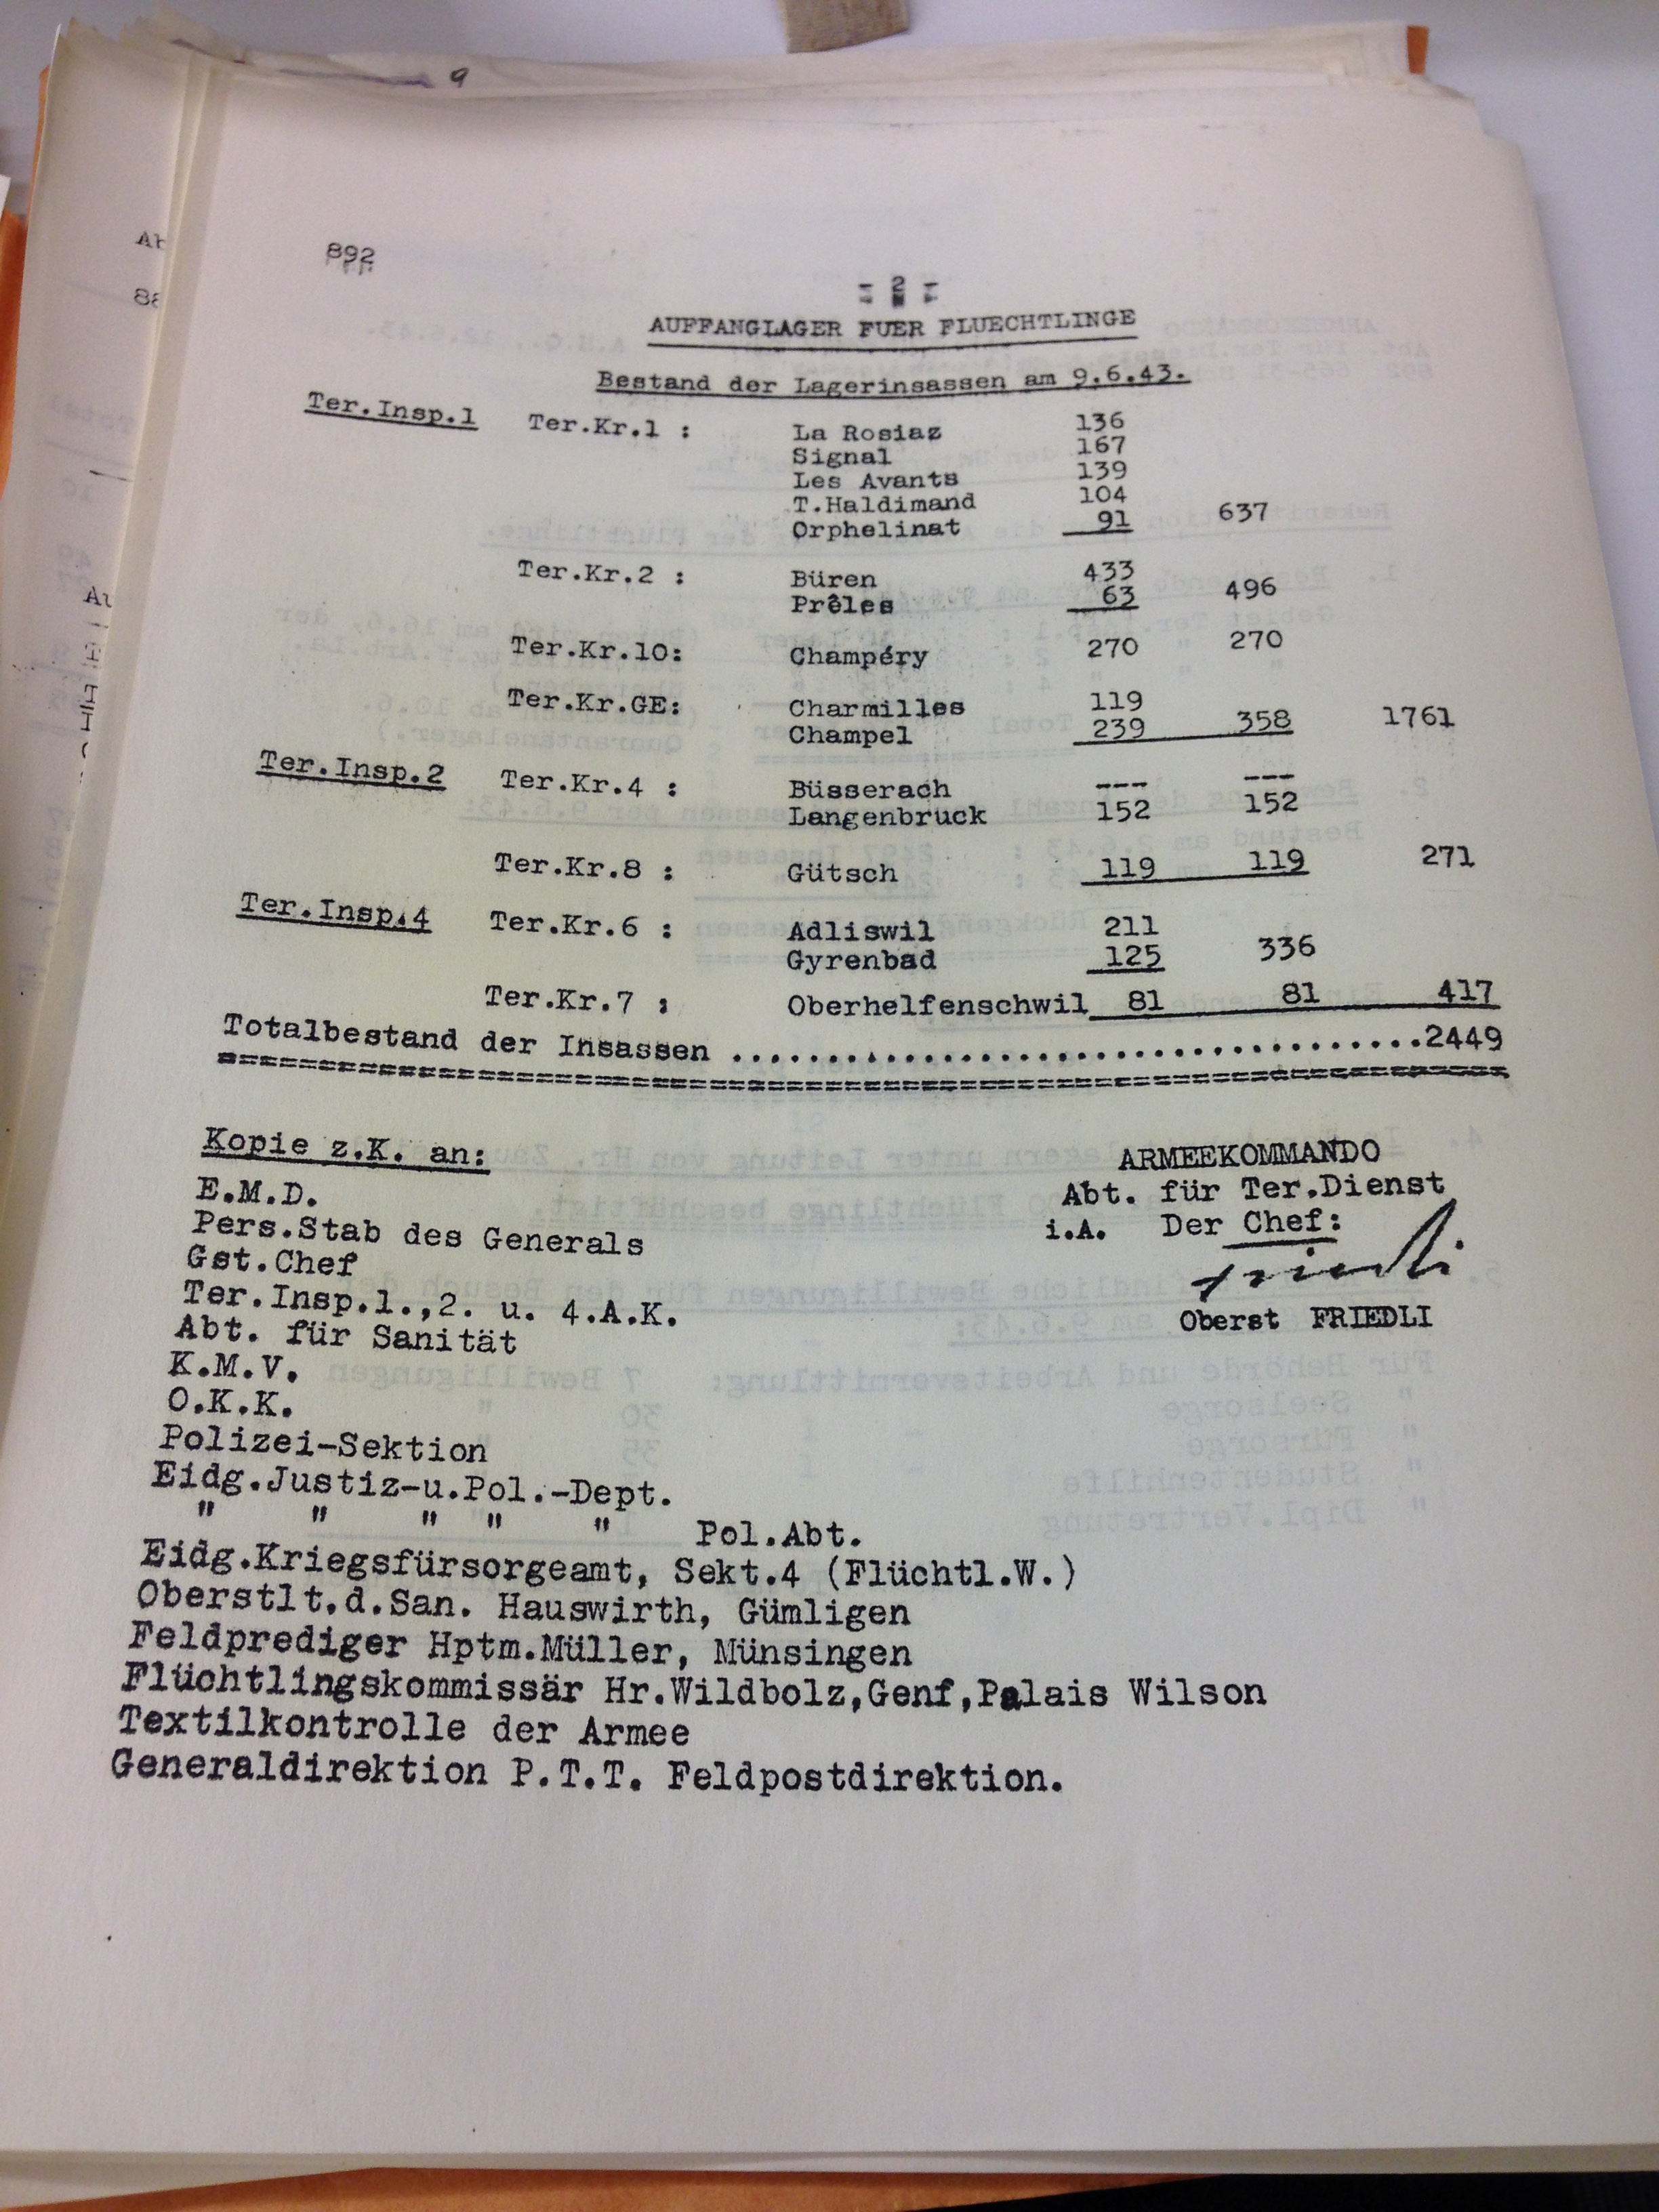 9
892
- 2 -
AUFFANGLAGER FUER FLUECHTLINGE
Bestand der Lagerinsassen am 9.6.43.
Ter.Insp.1 Ter.Kr.1 : La Rosiaz 136
Signal 167
Les Avants 139
T.Haldimand 104
Orphelinat 91 637
Ter.Kr.2 : Büren 433
Prêles 63 496
Ter.Kr.10: Champéry 270 270
Ter.Kr.GE: Charmilles 119
Champel 239 358 1761
Ter.Insp.2 Ter.Kr.4 : Büsserach --- ---
Langenbruck 152 152
Ter.Kr.8 : Gütsch 119 119 271
Ter.Insp.4 Ter.Kr.6 : Adliswil 211
Gyrenbad 125 336
Ter.Kr.7 : Oberhelfenschwil 81 81 417
Totalbestand der Insassen ......................................2449
Kopie z.K. an:
E.M.D.
Pers.Stab des Generals
Gst.Chef
Ter.Insp.1.,2. u. 4.A.K.
Abt. für Sanität
K.M.V.
O.K.K.
Polizei-Sektion
Eidg.Justiz-u.Pol.-Dept.
" " " " " Pol.Abt.
Eidg.Kriegsfürsorgeamt, Sekt.4 (Flüchtl.W.)
Oberstlt.d.San. Hauswirth, Gümligen
Feldprediger Hptm.Müller, Münsingen
Flüchtlingskommissär Hr.Wildbolz,Genf,Palais Wilson
Textilkontrolle der Armee
Generaldirektion P.T.T. Feldpostdirektion.
ARMEEKOMMANDO
Abt. für Ter.Dienst
i.A. Der Chef:
Friedli
Oberst FRIEDLI